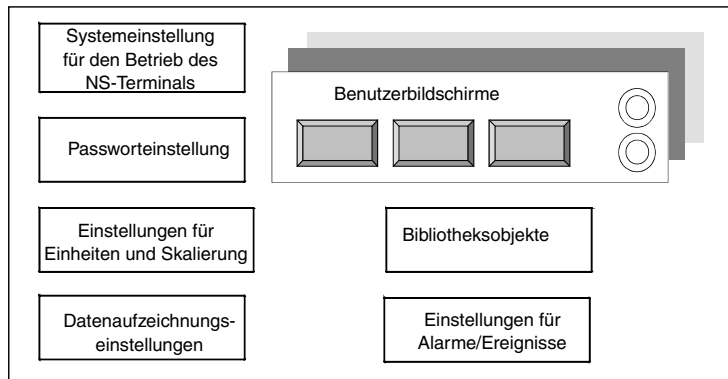 Systemeinstellung
für den Betrieb des
NS-Terminals
Benutzerbildschirme
Passworteinstellung
Einstellungen für
Einheiten und Skalierung
Bibliotheksobjekte
Datenaufzeichnungs-
einstellungen
Einstellungen für
Alarme/Ereignisse